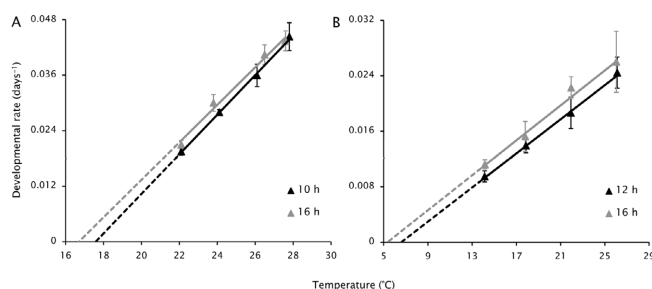 A
B
Developmental rate (days⁻¹)
0.048
0.036
0.024
0.012
0
16 18 20 22 24 26 28 30
10 h
16 h
0.032
0.024
0.016
0.008
0
5 9 13 17 21 25 29
12 h
16 h
Temperature (°C)